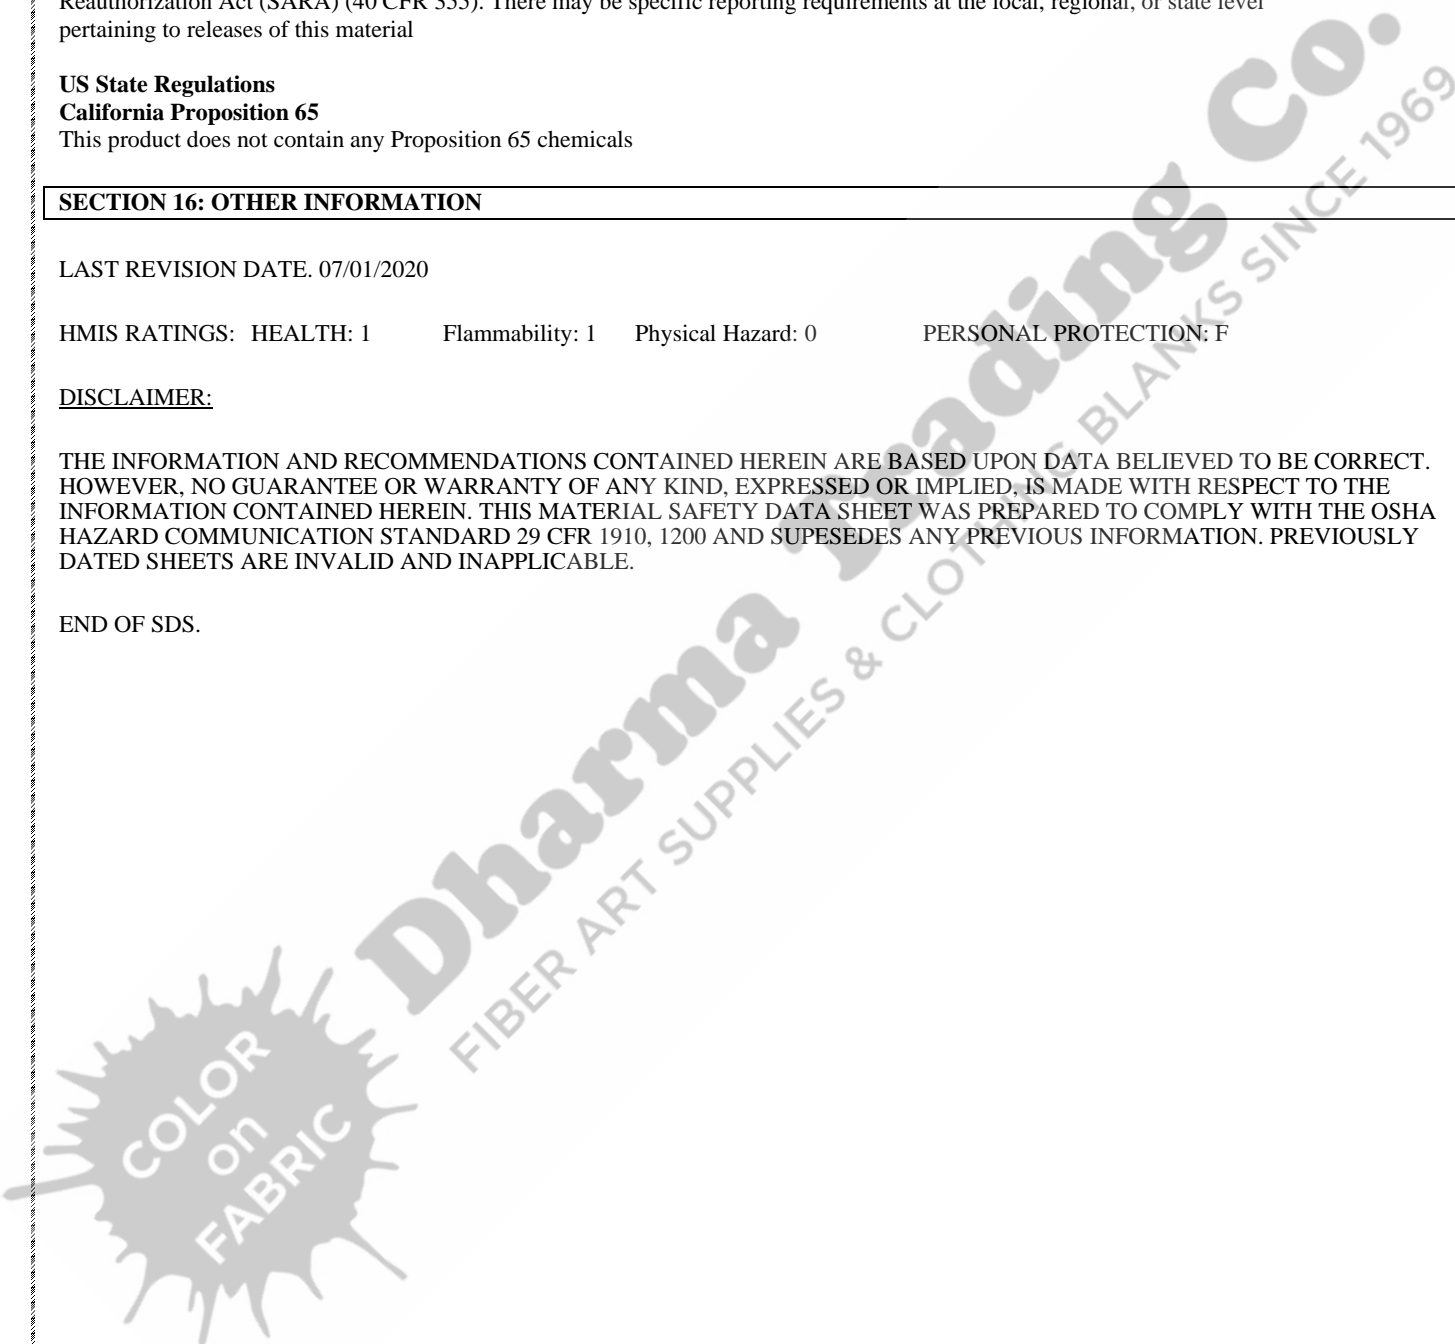 Reauthorization Act (SARA) (40 CFR 355). There may be specific reporting requirements at the local, regional, or state level
pertaining to releases of this material
US State Regulations
California Proposition 65
This product does not contain any Proposition 65 chemicals
SECTION 16: OTHER INFORMATION
LAST REVISION DATE. 07/01/2020
HMIS RATINGS: HEALTH: 1 Flammability: 1 Physical Hazard: 0 PERSONAL PROTECTION: F
DISCLAIMER:
THE INFORMATION AND RECOMMENDATIONS CONTAINED HEREIN ARE BASED UPON DATA BELIEVED TO BE CORRECT.
HOWEVER, NO GUARANTEE OR WARRANTY OF ANY KIND, EXPRESSED OR IMPLIED, IS MADE WITH RESPECT TO THE
INFORMATION CONTAINED HEREIN. THIS MATERIAL SAFETY DATA SHEET WAS PREPARED TO COMPLY WITH THE OSHA
HAZARD COMMUNICATION STANDARD 29 CFR 1910, 1200 AND SUPESEDES ANY PREVIOUS INFORMATION. PREVIOUSLY
DATED SHEETS ARE INVALID AND INAPPLICABLE.
END OF SDS.
Dharma Trading Co.
FIBER ART SUPPLIES & CLOTHING BLANKS SINCE 1969
COLOR
on
FABRIC